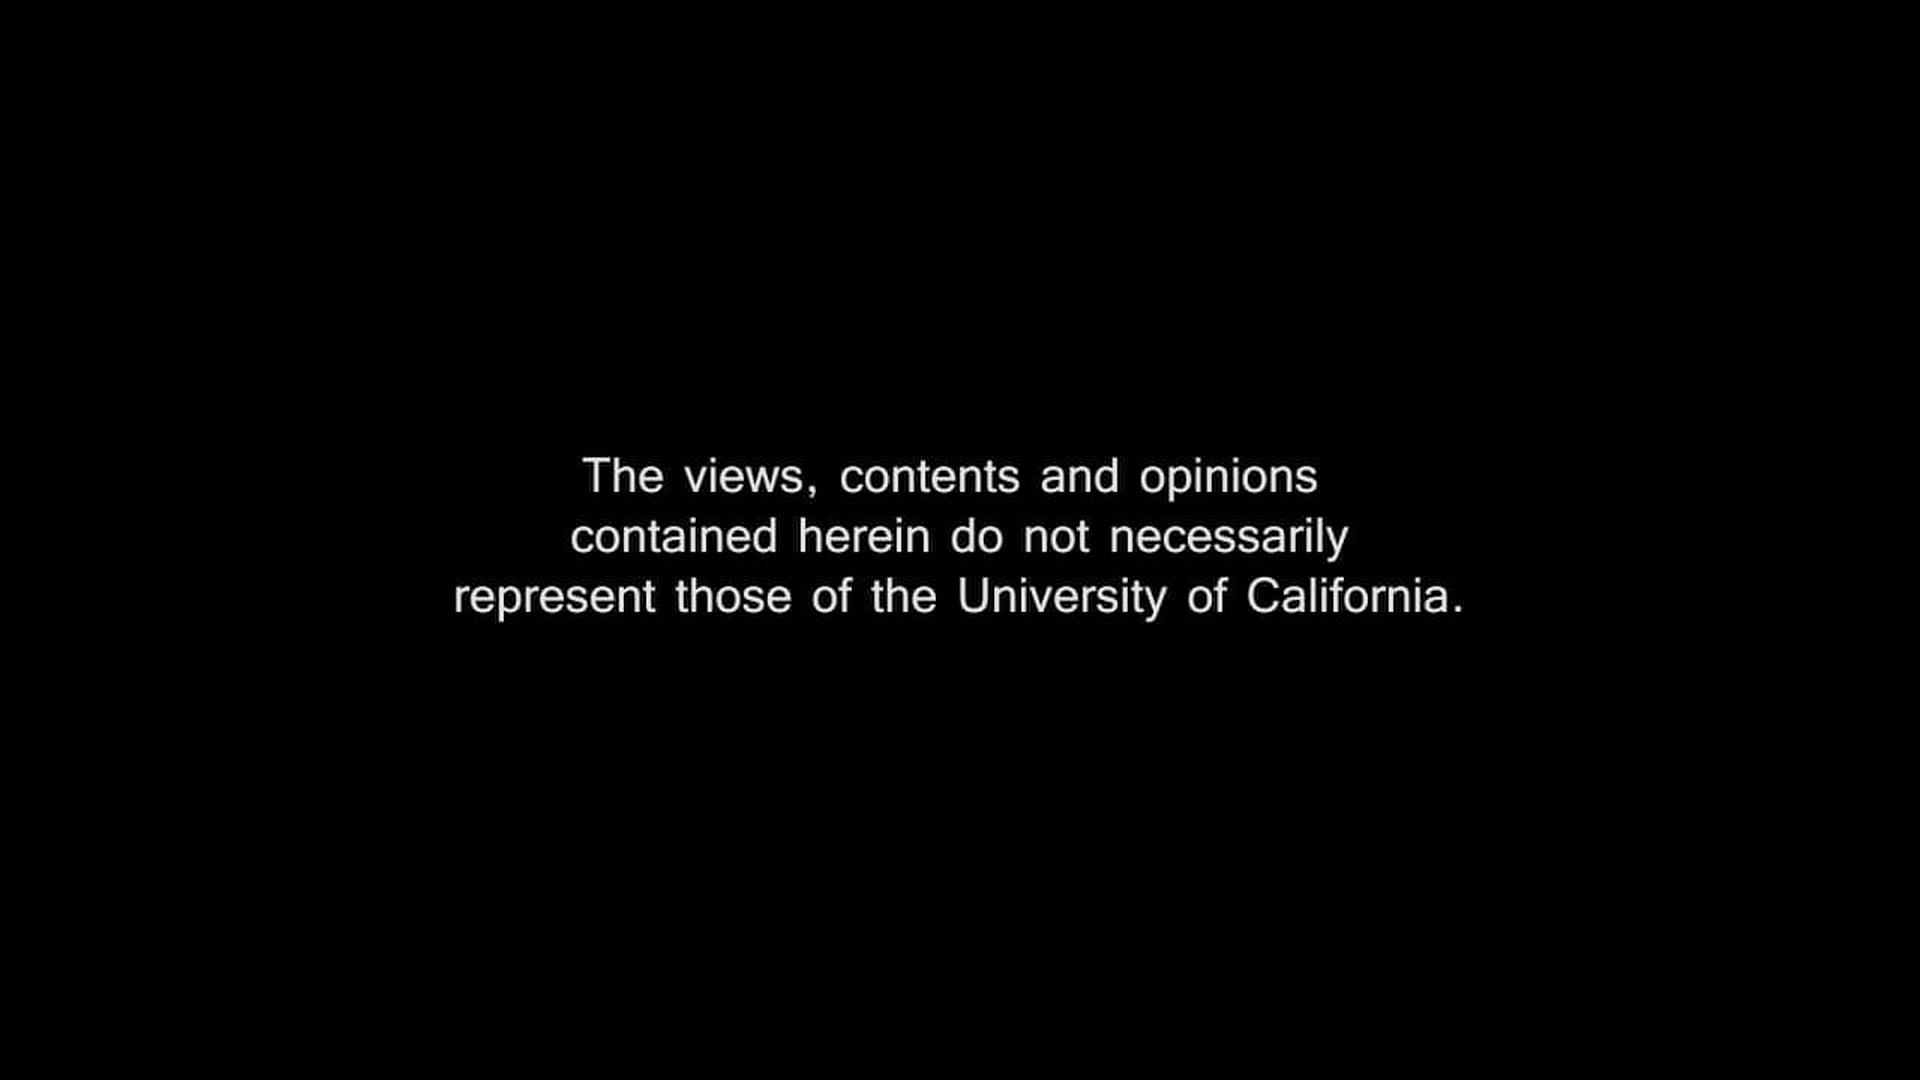 The views, contents and opinions
contained herein do not necessarily
represent those of the University of California.